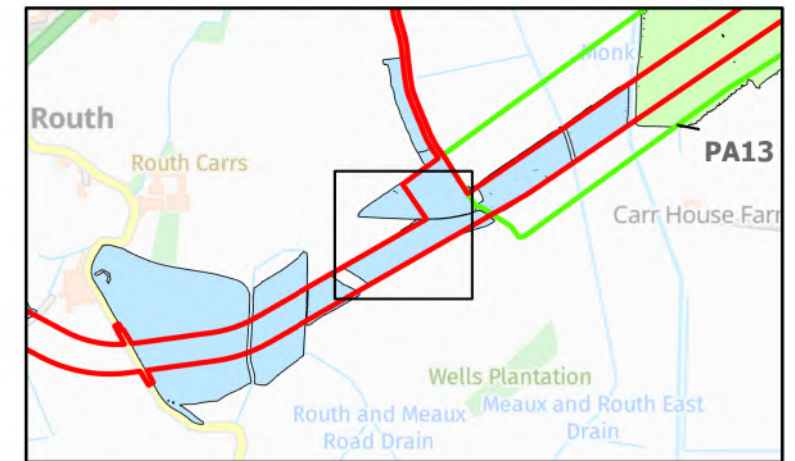 Monk
Routh
PA13
Routh Carrs
Carr House Farr
Wells Plantation
Routh and Meaux
Road Drain
Meaux and Routh East
Drain